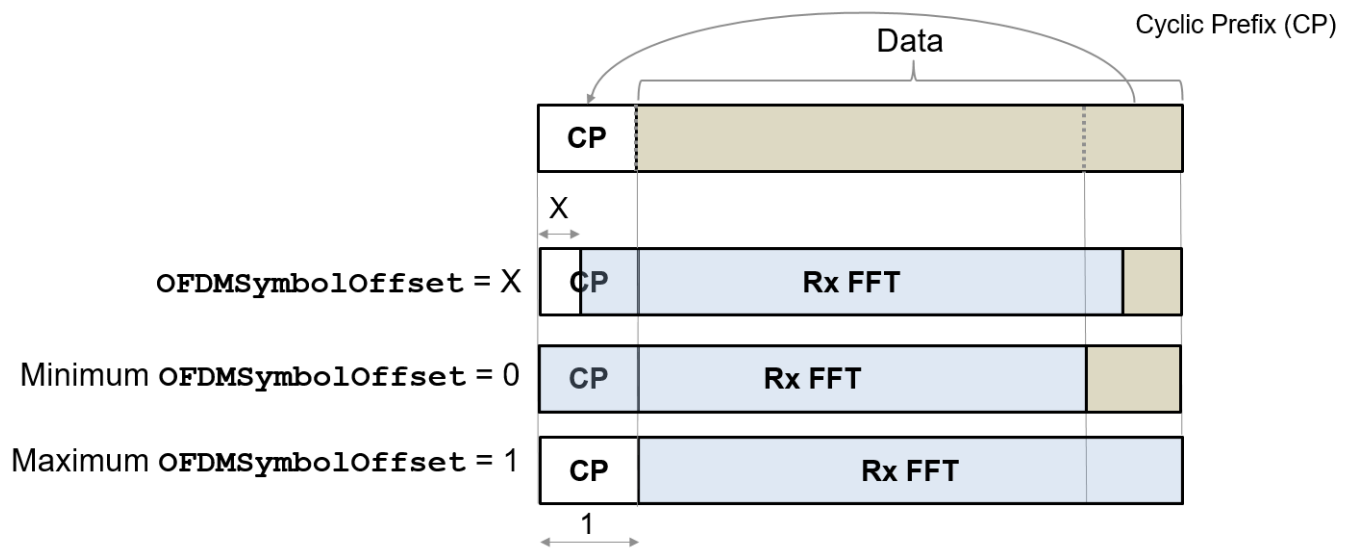 Cyclic Prefix (CP)
Data
CP
X
OFDMSymbolOffset = X
CP
Rx FFT
Minimum OFDMSymbolOffset = 0
CP
Rx FFT
Maximum OFDMSymbolOffset = 1
CP
Rx FFT
1